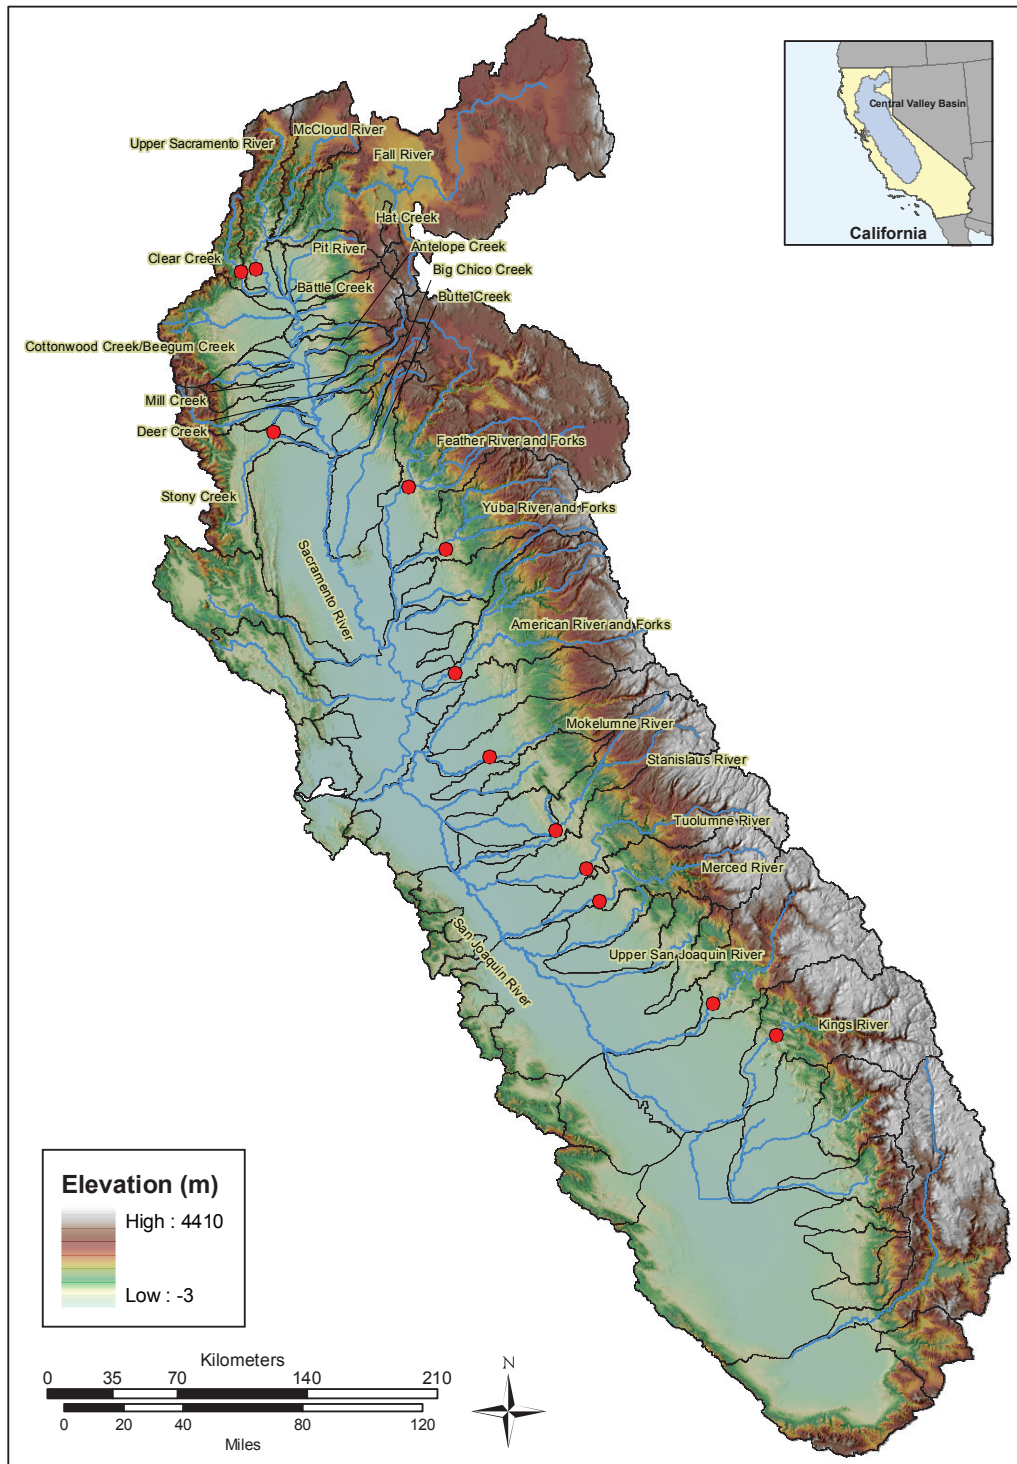 Central Valley Basin
California
McCloud River
Upper Sacramento River
Fall River
Hat Creek
Pit River
Antelope Creek
Clear Creek
Big Chico Creek
Battle Creek
Butte Creek
Cottonwood Creek/Beegum Creek
Mill Creek
Deer Creek
Feather River and Forks
Stony Creek
Yuba River and Forks
Sacramento River
American River and Forks
Mokelumne River
Stanislaus River
Tuolumne River
Merced River
San Joaquin River
Upper San Joaquin River
Kings River
Elevation (m)
High : 4410
Low : -3
Kilometers
0 35 70 140 210
0 20 40 80 120
Miles
N